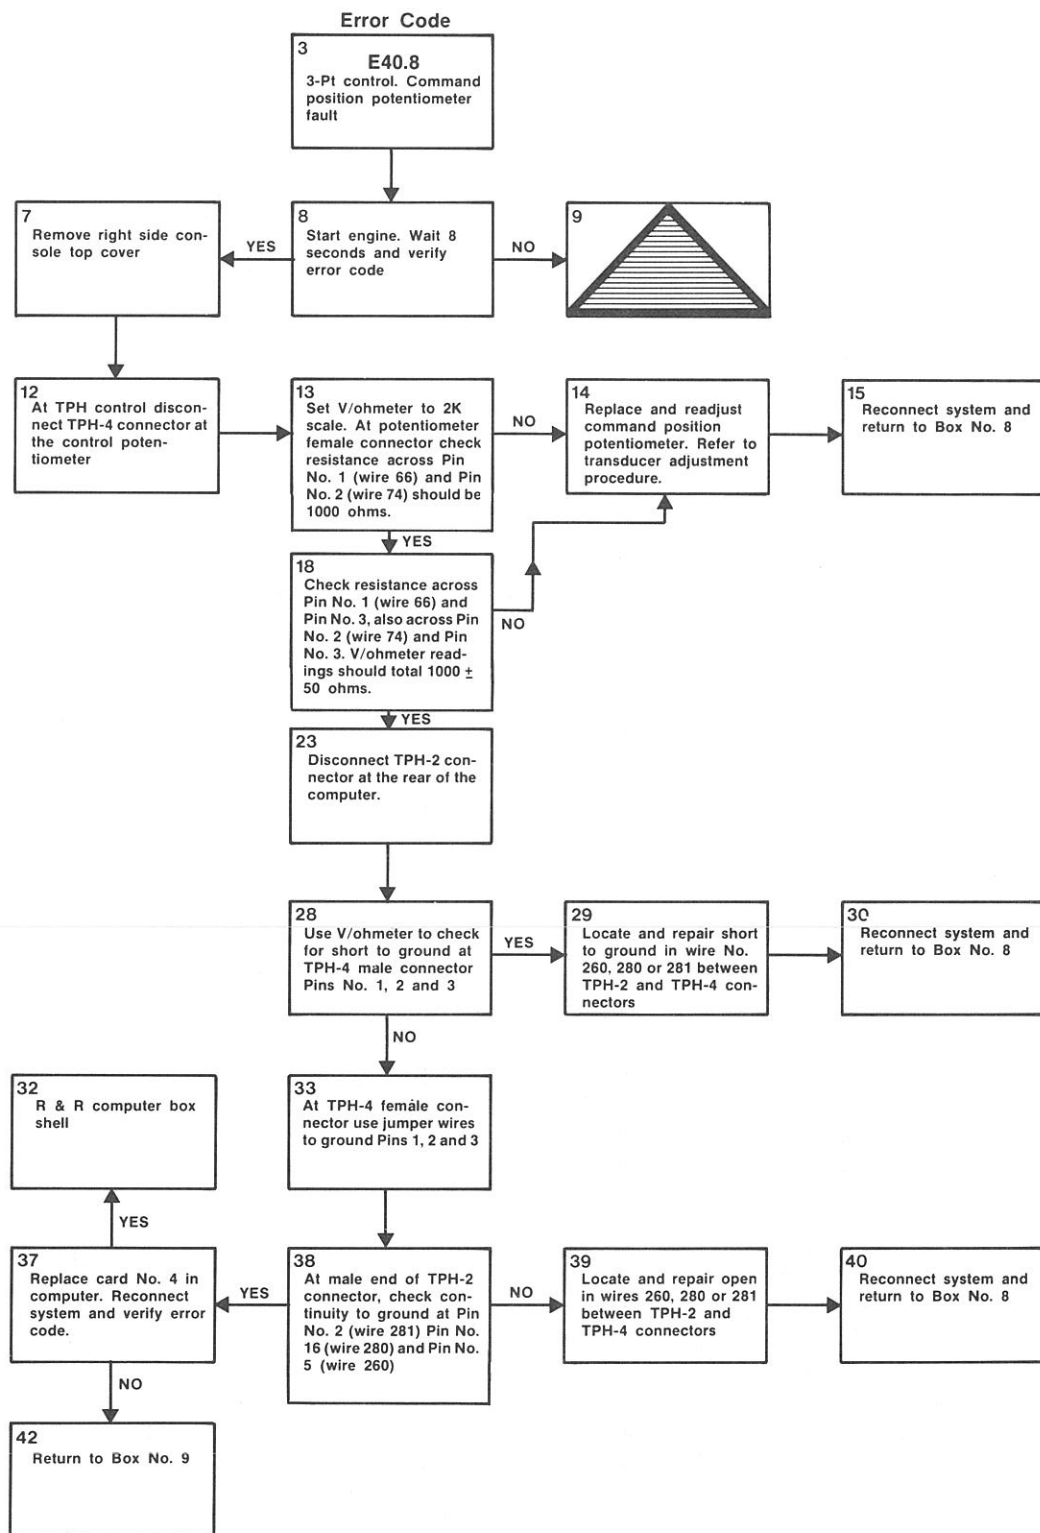 Error Code
3
E40.8
3-Pt control. Command
position potentiometer
fault
7
Remove right side con-
sole top cover
YES
8
Start engine. Wait 8
seconds and verify
error code
NO
9
12
At TPH control discon-
nect TPH-4 connector at
the control poten-
tiometer
13
Set V/ohmeter to 2K
scale. At potentiometer
female connector check
resistance across Pin
No. 1 (wire 66) and Pin
No. 2 (wire 74) should be
1000 ohms.
NO
14
Replace and readjust
command position
potentiometer. Refer to
transducer adjustment
procedure.
15
Reconnect system and
return to Box No. 8
YES
18
Check resistance across
Pin No. 1 (wire 66) and
Pin No. 3, also across Pin
No. 2 (wire 74) and Pin
No. 3. V/ohmeter read-
ings should total 1000 ±
50 ohms.
NO
YES
23
Disconnect TPH-2 con-
nector at the rear of the
computer.
28
Use V/ohmeter to check
for short to ground at
TPH-4 male connector
Pins No. 1, 2 and 3
YES
29
Locate and repair short
to ground in wire No.
260, 280 or 281 between
TPH-2 and TPH-4 con-
nectors
30
Reconnect system and
return to Box No. 8
NO
32
R & R computer box
shell
33
At TPH-4 female con-
nector use jumper wires
to ground Pins 1, 2 and 3
YES
37
Replace card No. 4 in
computer. Reconnect
system and verify error
code.
YES
38
At male end of TPH-2
connector, check con-
tinuity to ground at Pin
No. 2 (wire 281) Pin No.
16 (wire 280) and Pin No.
5 (wire 260)
NO
39
Locate and repair open
in wires 260, 280 or 281
between TPH-2 and
TPH-4 connectors
40
Reconnect system and
return to Box No. 8
NO
42
Return to Box No. 9